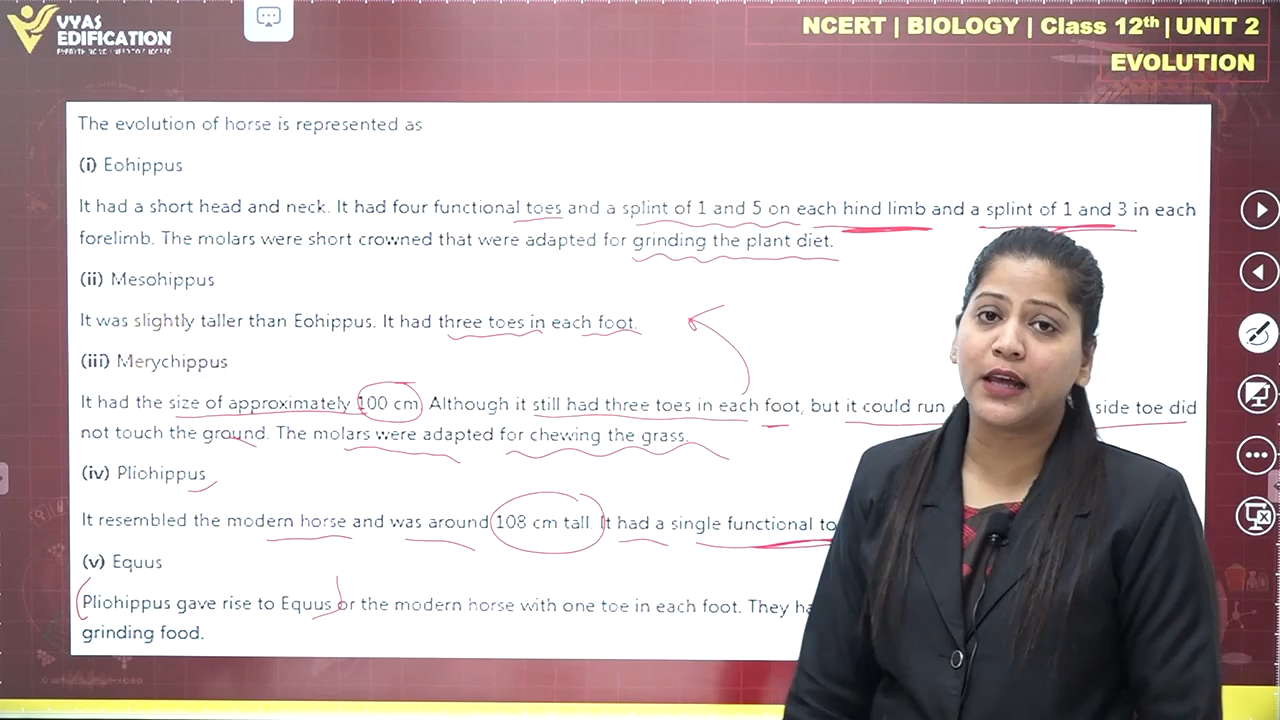 VYAS
EDIFICATION
NCERT | BIOLOGY | Class 12th | UNIT 2
EVOLUTION
The evolution of horse is represented as
(i) Eohippus
It had a short head and neck. It had four functional toes and a splint of 1 and 5 on each hind limb and a splint of 1 and 3 in each
forelimb. The molars were short crowned that were adapted for grinding the plant diet.
(ii) Mesohippus
It was slightly taller than Eohippus. It had three toes in each foot.
(iii) Merychippus
It had the size of approximately 100 cm. Although it still had three toes in each foot, but it could run side toe did
not touch the ground. The molars were adapted for chewing the grass.
(iv) Pliohippus
It resembled the modern horse and was around 108 cm tall. It had a single functional
(v) Equus
Pliohippus gave rise to Equus or the modern horse with one toe in each foot. They
grinding food.